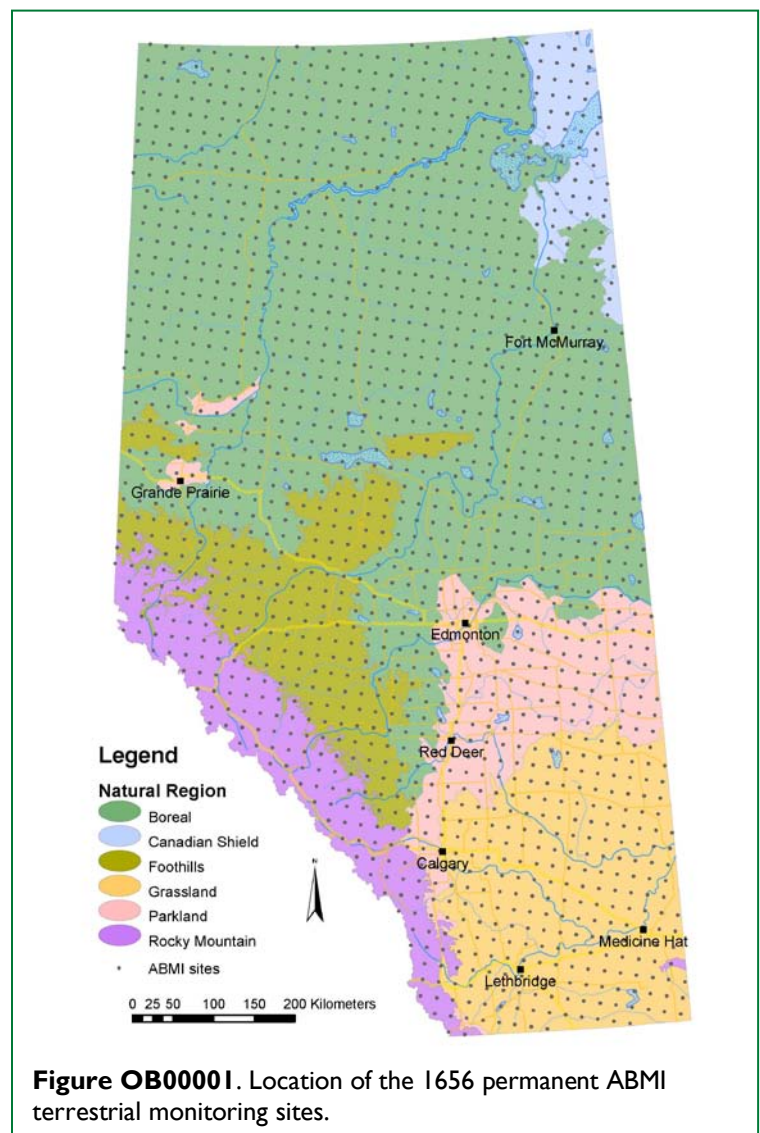 Fort McMurray
Grande Prairie
Edmonton
Red Deer
Calgary
Medicine Hat
Lethbridge
Legend
Natural Region
Boreal
Canadian Shield
Foothills
Grassland
Parkland
Rocky Mountain
ABMI sites
N
0 25 50 100 150 200 Kilometers
Figure OB00001. Location of the 1656 permanent ABMI
terrestrial monitoring sites.